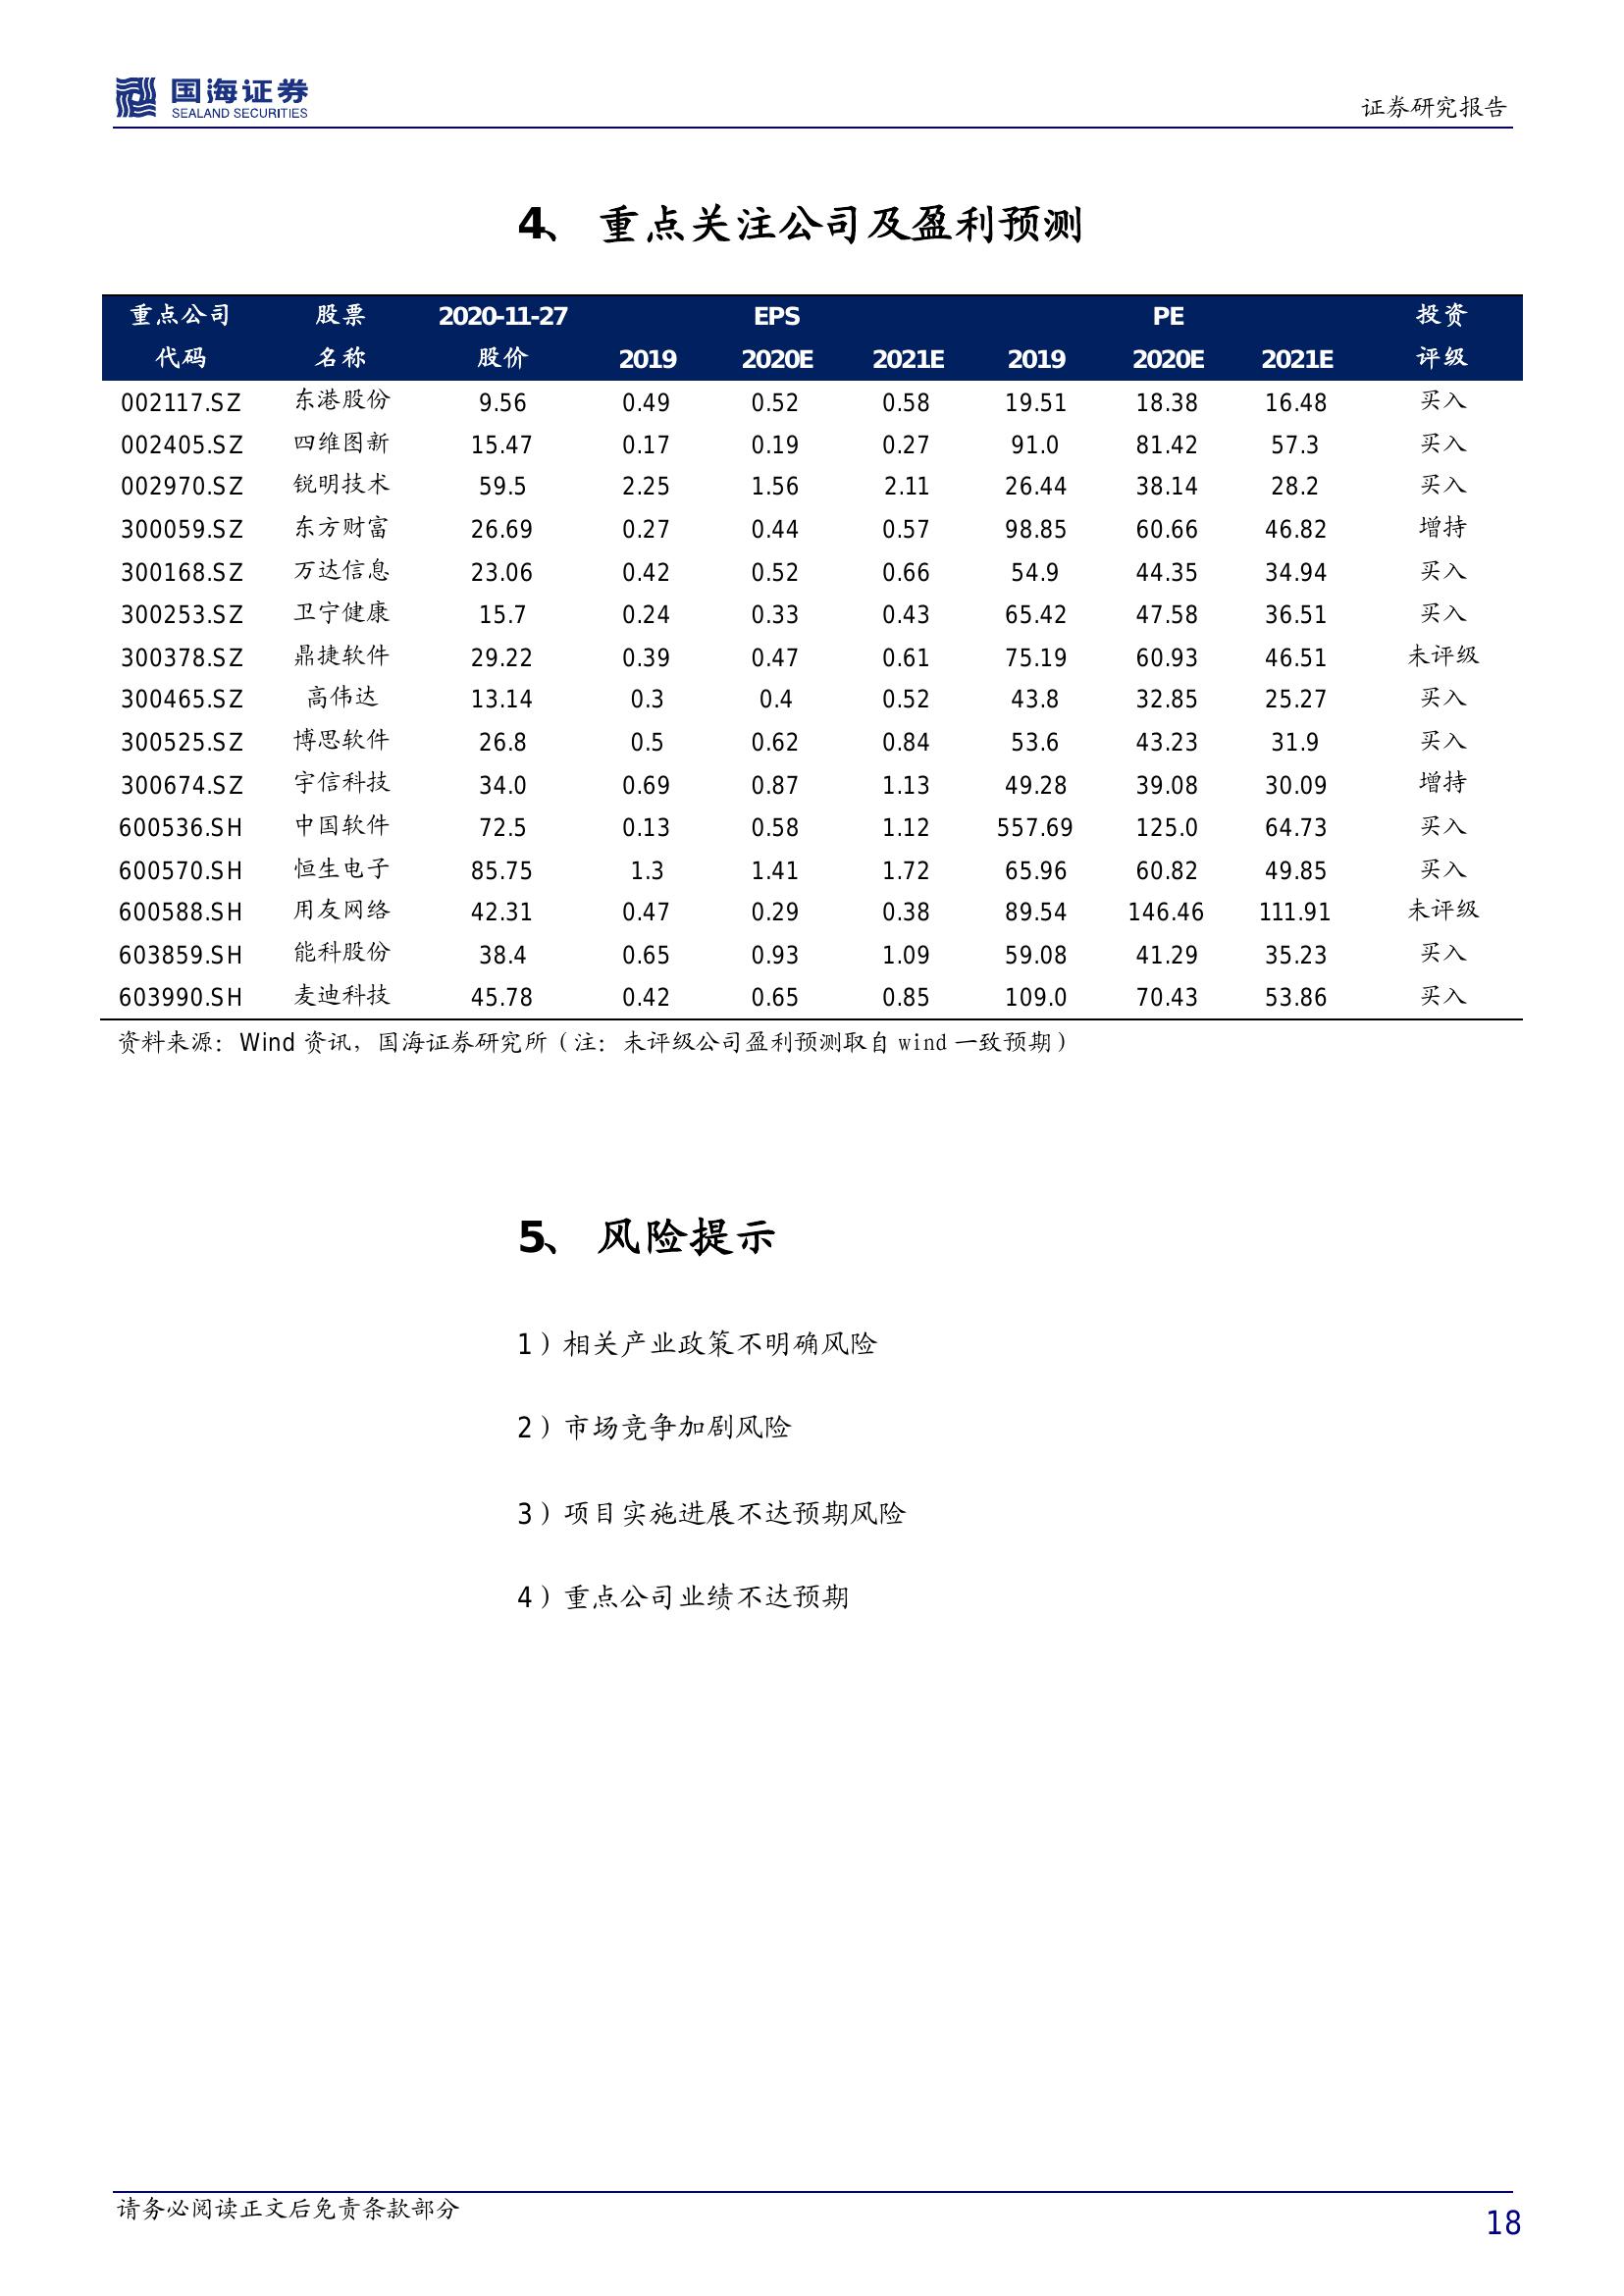 国海证券
SEALAND SECURITIES
证券研究报告
4、 重点关注公司及盈利预测
重点公司 股票 2020-11-27 EPS PE 投资
代码 名称 股价 2019 2020E 2021E 2019 2020E 2021E 评级
002117.SZ 东港股份 9.56 0.49 0.52 0.58 19.51 18.38 16.48 买入
002405.SZ 四维图新 15.47 0.17 0.19 0.27 91.0 81.42 57.3 买入
002970.SZ 锐明技术 59.5 2.25 1.56 2.11 26.44 38.14 28.2 买入
300059.SZ 东方财富 26.69 0.27 0.44 0.57 98.85 60.66 46.82 增持
300168.SZ 万达信息 23.06 0.42 0.52 0.66 54.9 44.35 34.94 买入
300253.SZ 卫宁健康 15.7 0.24 0.33 0.43 65.42 47.58 36.51 买入
300378.SZ 鼎捷软件 29.22 0.39 0.47 0.61 75.19 60.93 46.51 未评级
300465.SZ 高伟达 13.14 0.3 0.4 0.52 43.8 32.85 25.27 买入
300525.SZ 博思软件 26.8 0.5 0.62 0.84 53.6 43.23 31.9 买入
300674.SZ 宇信科技 34.0 0.69 0.87 1.13 49.28 39.08 30.09 增持
600536.SH 中国软件 72.5 0.13 0.58 1.12 557.69 125.0 64.73 买入
600570.SH 恒生电子 85.75 1.3 1.41 1.72 65.96 60.82 49.85 买入
600588.SH 用友网络 42.31 0.47 0.29 0.38 89.54 146.46 111.91 未评级
603859.SH 能科股份 38.4 0.65 0.93 1.09 59.08 41.29 35.23 买入
603990.SH 麦迪科技 45.78 0.42 0.65 0.85 109.0 70.43 53.86 买入
资料来源：Wind 资讯，国海证券研究所（注：未评级公司盈利预测取自 wind 一致预期）
5、 风险提示
1）相关产业政策不明确风险
2）市场竞争加剧风险
3）项目实施进展不达预期风险
4）重点公司业绩不达预期
请务必阅读正文后免责条款部分
18